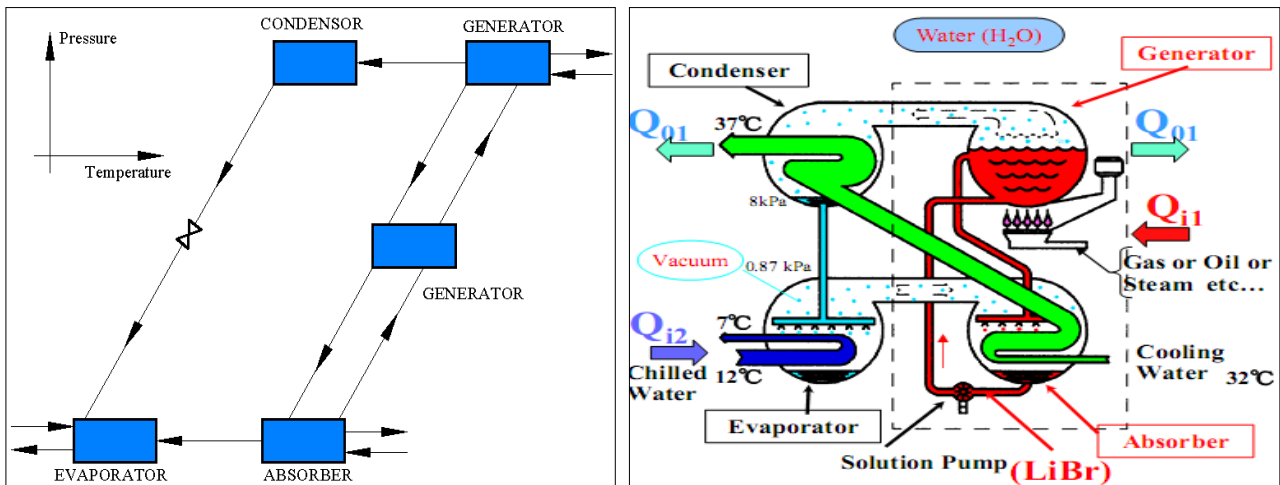 CONDENSOR
GENERATOR
Pressure
Temperature
GENERATOR
EVAPORATOR
ABSORBER
Water (H₂O)
Condenser
Generator
Q₀₁
37℃
Q₀₁
8kPa
Qi1
Vacuum
0.87 kPa
Gas or Oil or
Steam etc...
Qi2
7℃
Chilled
Water
12℃
Cooling
Water
32℃
Evaporator
Absorber
Solution Pump
(LiBr)